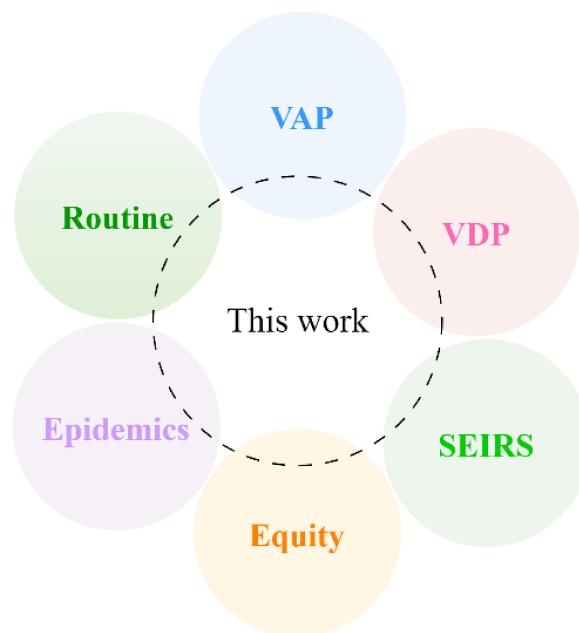 VAP
Routine
VDP
This work
Epidemics
SEIRS
Equity